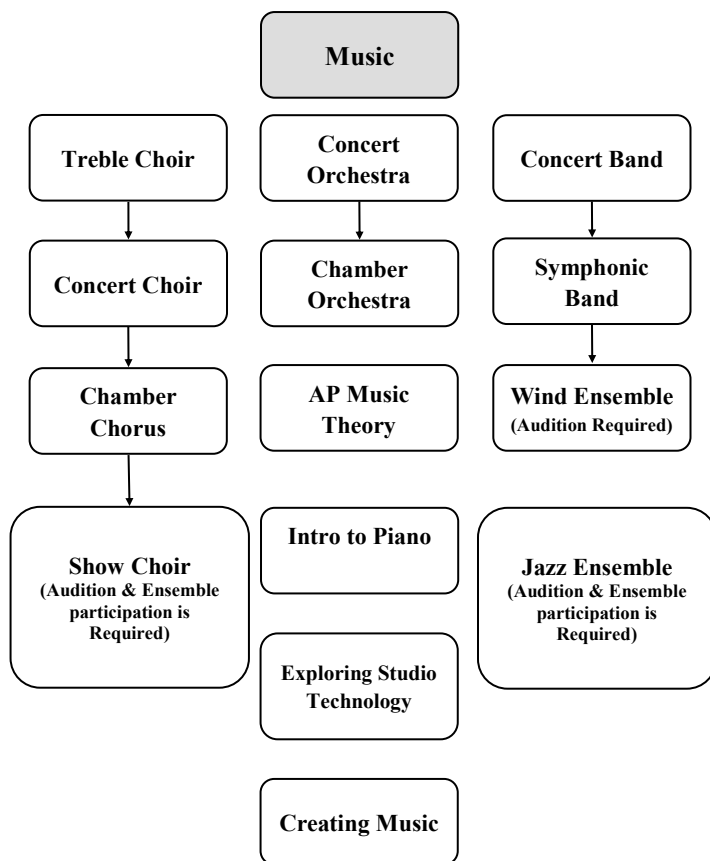 Music
Treble Choir
Concert
Orchestra
Concert Band
Concert Choir
Chamber
Orchestra
Symphonic
Band
Chamber
Chorus
AP Music
Theory
Wind Ensemble
(Audition Required)
Show Choir
(Audition & Ensemble
participation is
Required)
Intro to Piano
Jazz Ensemble
(Audition & Ensemble
participation is
Required)
Exploring Studio
Technology
Creating Music